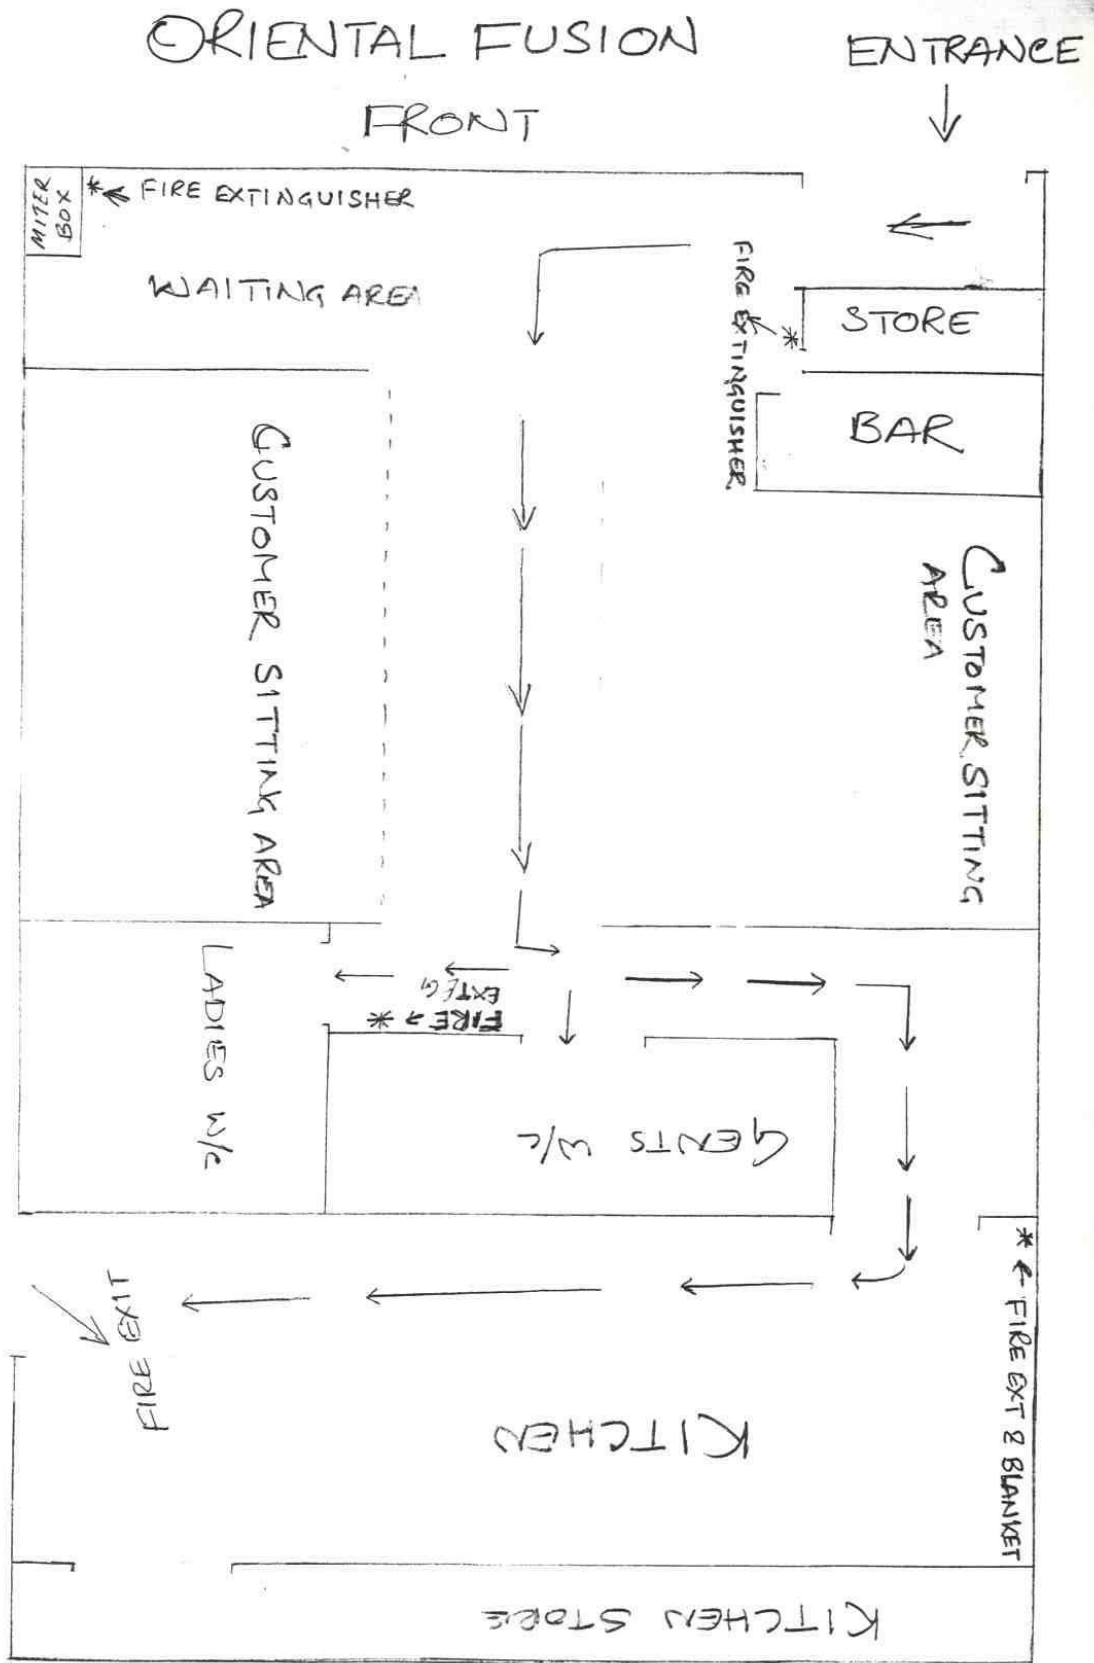 ORIENTAL FUSION
ENTRANCE
FRONT
MITER
BOX
* FIRE EXTINGUISHER
WAITING AREA
FIRE EXTINGUISHER
*
STORE
BAR
CUSTOMER SITTING AREA
CUSTOMER SITTING
AREA
LADIES W/C
FIRE *
EXTEG
GENTS W/C
* FIRE EXT & BLANKET
FIRE EXIT
KITCHEN
KITCHEN STORE